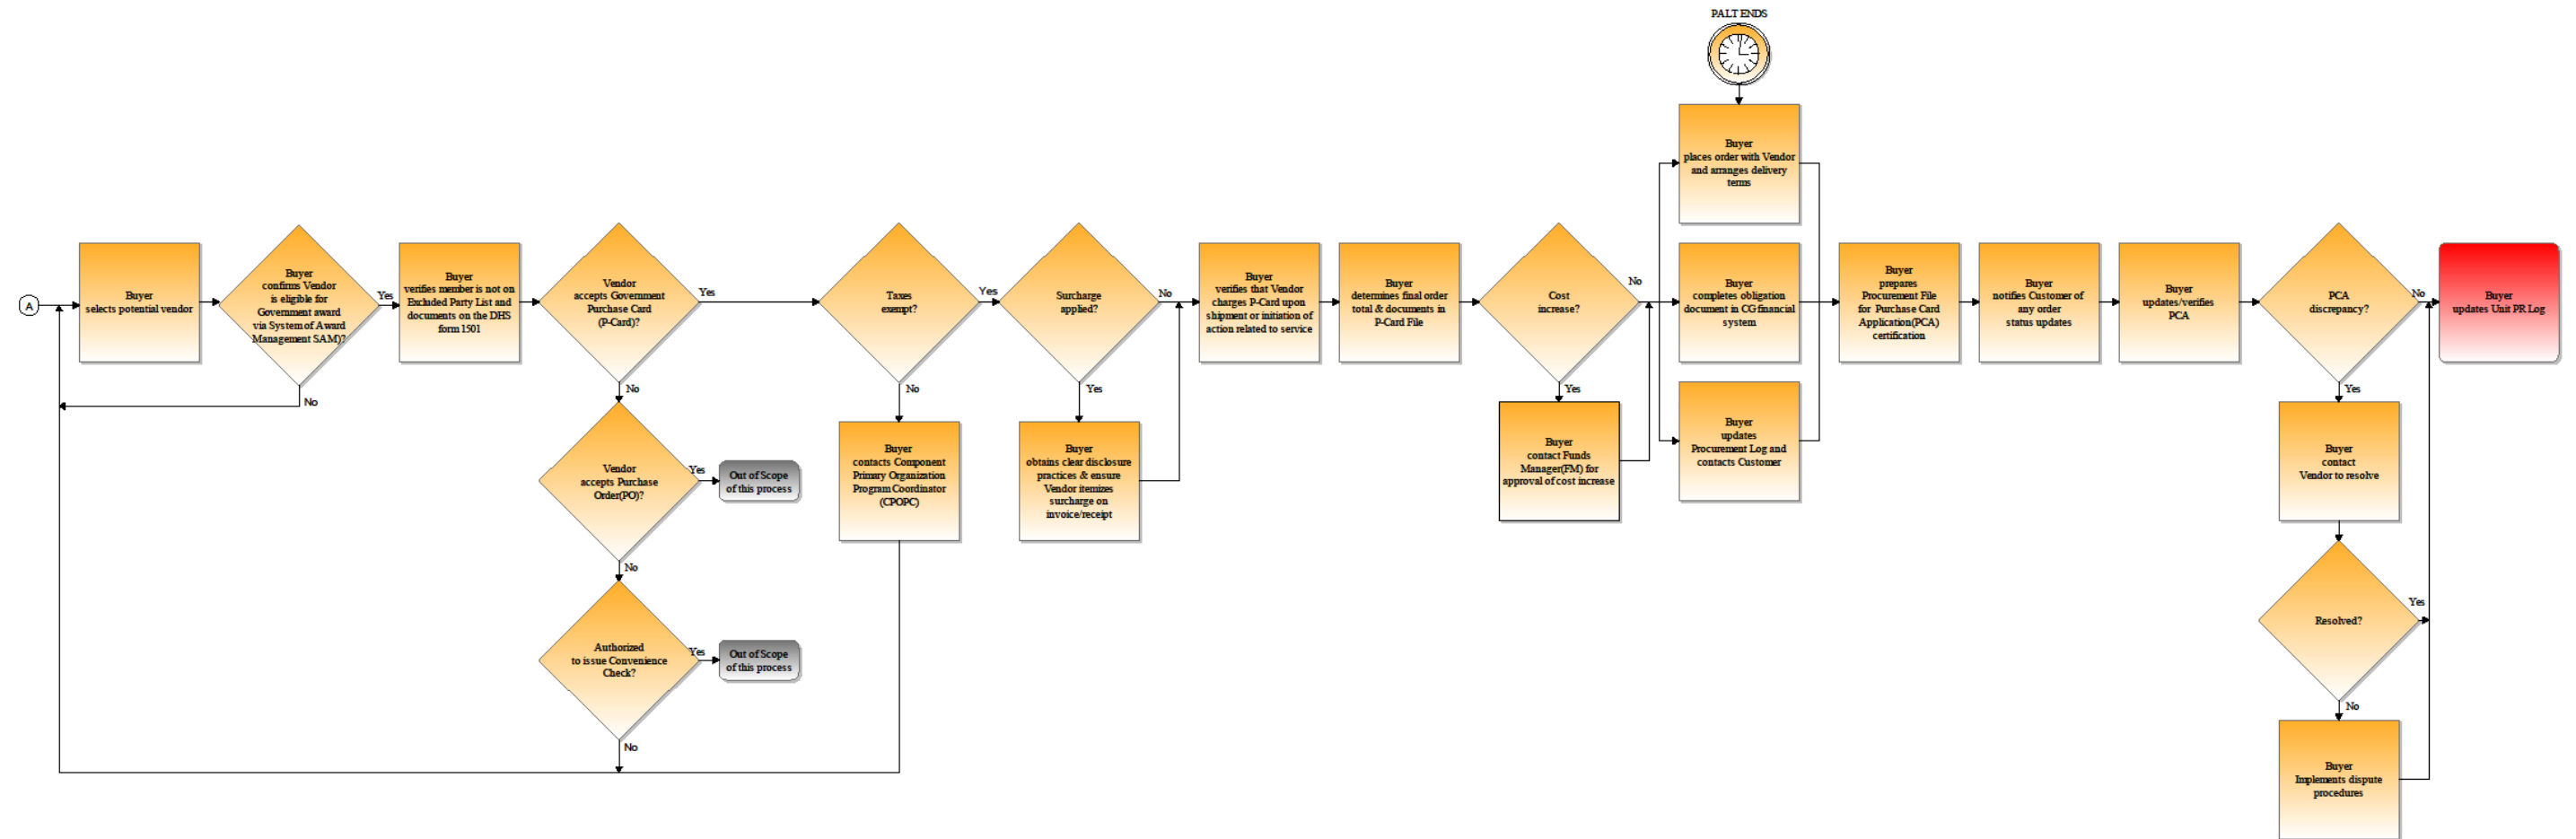 PALT ENDS
A
Buyer
selects potential vendor
Buyer
confirms Vendor
is eligible for
Government award
via System of Award
Management SAM)?
Yes
No
Buyer
verifies member is not on
Excluded Party List and
documents on the DHS
form 1501
Vendor
accepts Government
Purchase Card
(P-Card)?
Yes
No
Vendor
accepts Purchase
Order(PO)?
Yes
Out of Scope
of this process
No
Authorized
to issue Convenience
Check?
Yes
Out of Scope
of this process
No
Taxes
exempt?
Yes
No
Buyer
contacts Component
Primary Organization
Program Coordinator
(CPOPC)
Surcharge
applied?
No
Yes
Buyer
obtains clear disclosure
practices & ensure
Vendor itemizes
surcharge on
invoice/receipt
Buyer
verifies that Vendor
charges P-Card upon
shipment or initiation of
action related to service
Buyer
determines final order
total & documents in
P-Card File
Cost
increase?
No
Yes
Buyer
contact Funds
Manager(FM) for
approval of cost increase
Buyer
places order with Vendor
and arranges delivery
terms
Buyer
completes obligation
document in CG financial
system
Buyer
updates
Procurement Log and
contacts Customer
Buyer
prepares
Procurement File
for Purchase Card
Application(PCA)
certification
Buyer
notifies Customer of
any order
status updates
Buyer
updates/verifies
PCA
PCA
discrepancy?
No
Yes
Buyer
contact
Vendor to resolve
Resolved?
Yes
No
Buyer
Implements dispute
procedures
Buyer
updates Unit PR Log